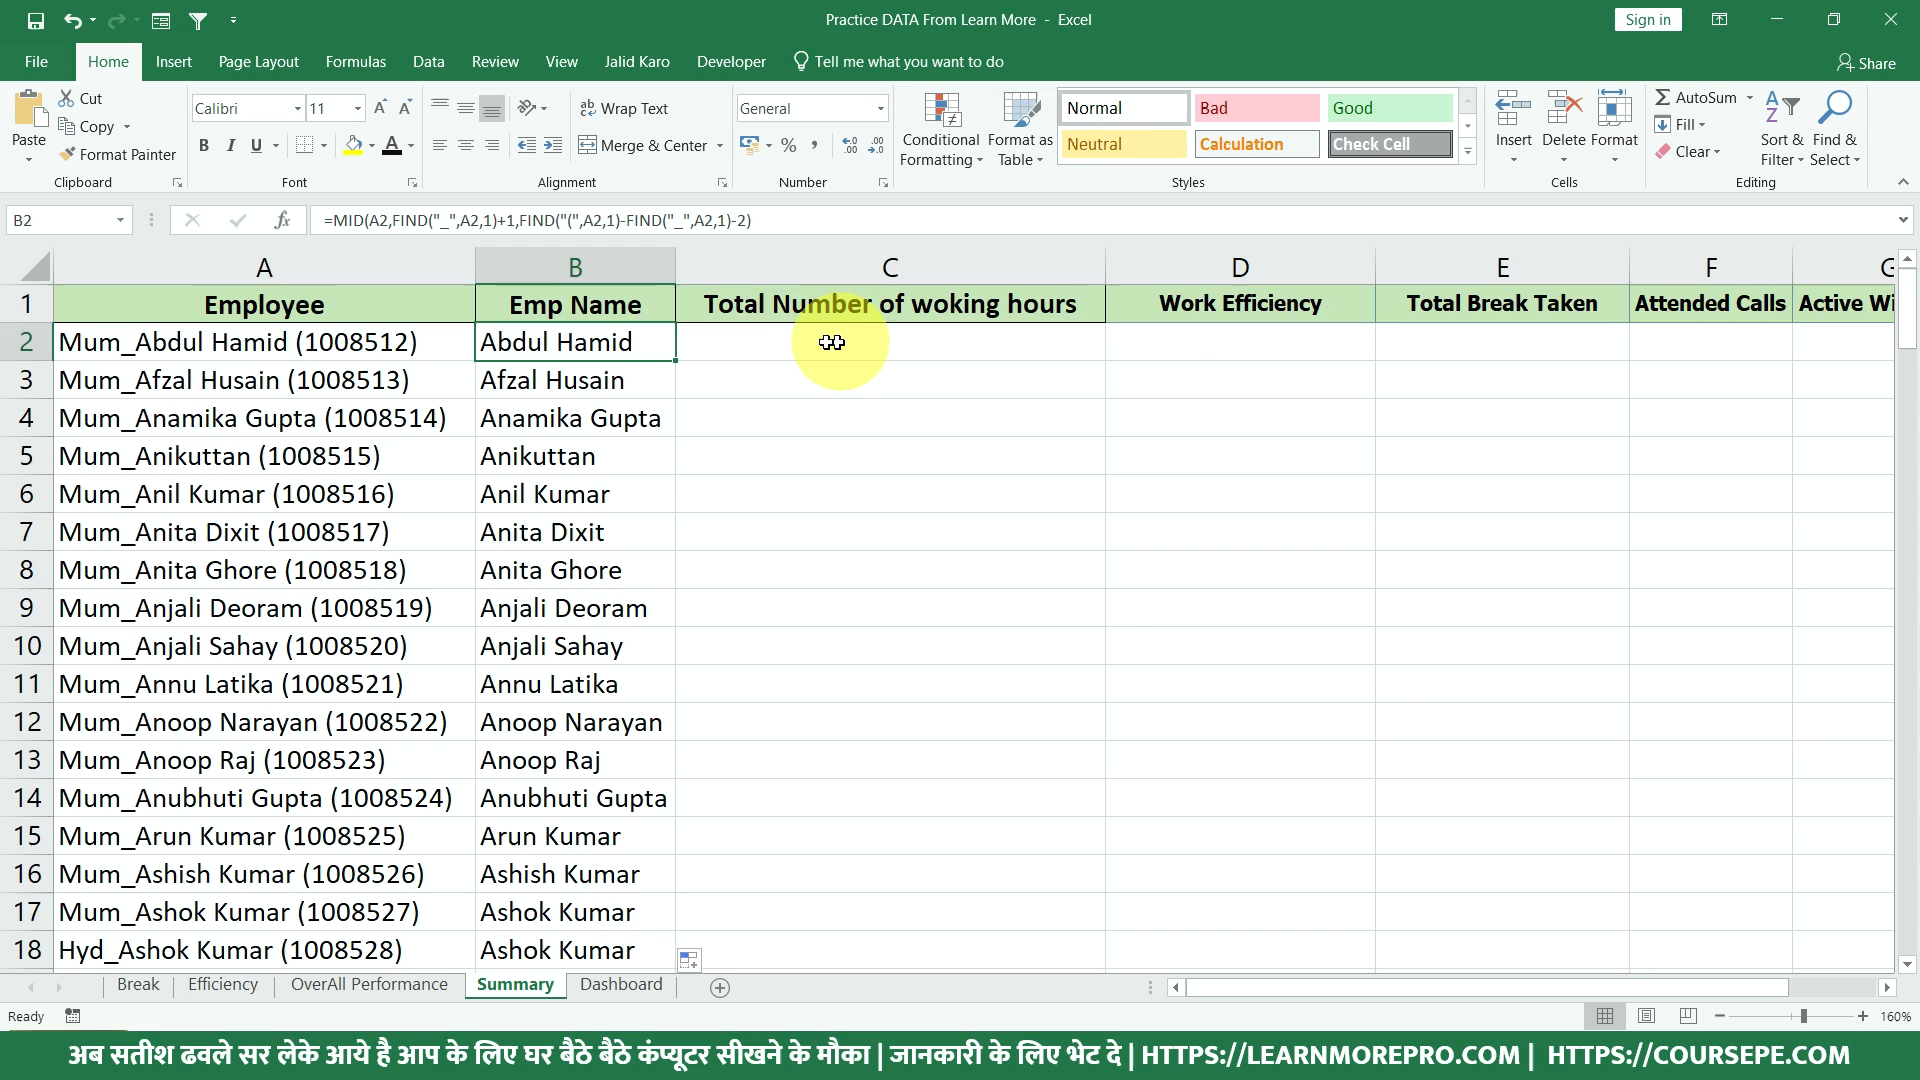 Practice DATA From Learn More - Excel
Sign in
File Home Insert Page Layout Formulas Data Review View Jalid Karo Developer Tell me what you want to do Share
Paste Cut Copy Format Painter Clipboard
Calibri 11 B I U A Font
Wrap Text Merge & Center Alignment
General % Number
Conditional Formatting Format as Table
Normal Bad Good
Neutral Calculation Check Cell
Styles
Insert Delete Format Cells
AutoSum Fill Clear Sort & Filter Find & Select Editing
B2 fx =MID(A2,FIND("_",A2,1)+1,FIND("(",A2,1)-FIND("_",A2,1)-2)
A B C D E F G
1 Employee Emp Name Total Number of woking hours Work Efficiency Total Break Taken Attended Calls Active Wi
2 Mum_Abdul Hamid (1008512) Abdul Hamid
3 Mum_Afzal Husain (1008513) Afzal Husain
4 Mum_Anamika Gupta (1008514) Anamika Gupta
5 Mum_Anikuttan (1008515) Anikuttan
6 Mum_Anil Kumar (1008516) Anil Kumar
7 Mum_Anita Dixit (1008517) Anita Dixit
8 Mum_Anita Ghore (1008518) Anita Ghore
9 Mum_Anjali Deoram (1008519) Anjali Deoram
10 Mum_Anjali Sahay (1008520) Anjali Sahay
11 Mum_Annu Latika (1008521) Annu Latika
12 Mum_Anoop Narayan (1008522) Anoop Narayan
13 Mum_Anoop Raj (1008523) Anoop Raj
14 Mum_Anubhuti Gupta (1008524) Anubhuti Gupta
15 Mum_Arun Kumar (1008525) Arun Kumar
16 Mum_Ashish Kumar (1008526) Ashish Kumar
17 Mum_Ashok Kumar (1008527) Ashok Kumar
18 Hyd_Ashok Kumar (1008528) Ashok Kumar
Break Efficiency OverAll Performance Summary Dashboard
Ready 160%
अब सतीश ढवले सर लेके आये है आप के लिए घर बैठे बैठे कंप्यूटर सीखने के मौका | जानकारी के लिए भेट दे | HTTPS://LEARNMOREPRO.COM | HTTPS://COURSEPE.COM